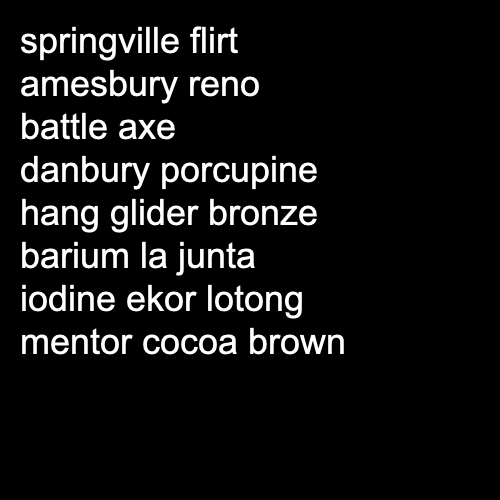 springville flirt
amesbury reno
battle axe
danbury porcupine
hang glider bronze
barium la junta
iodine ekor lotong
mentor cocoa brown